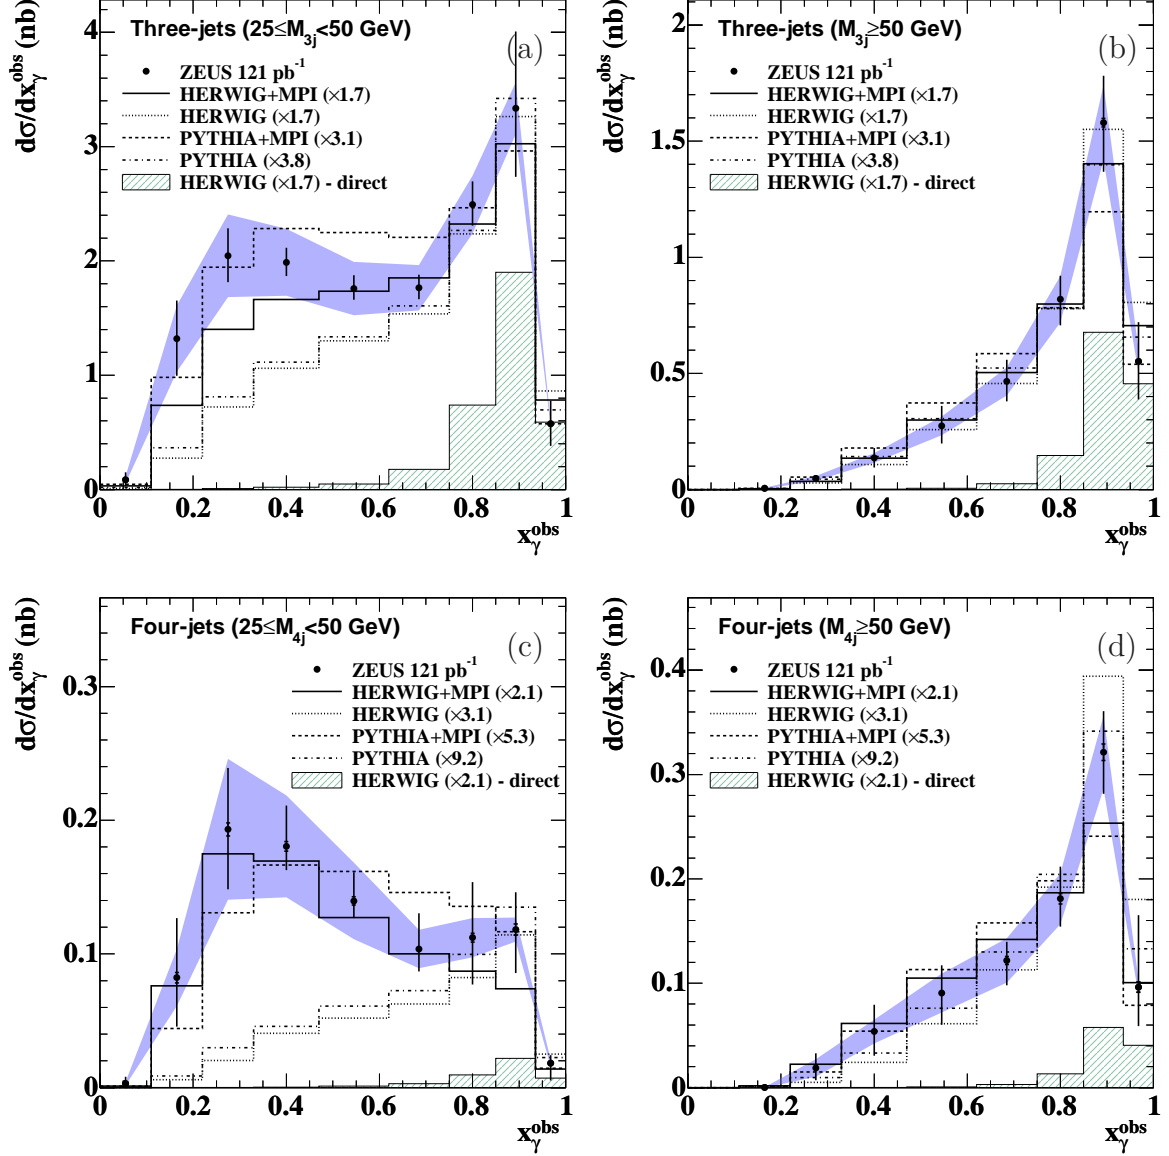 Three-jets (25≤M3j<50 GeV)
(a)
ZEUS 121 pb-1
HERWIG+MPI (×1.7)
HERWIG (×1.7)
PYTHIA+MPI (×3.1)
PYTHIA (×3.8)
HERWIG (×1.7) - direct
dσ/dxγobs (nb)
4
3
2
1
0
0 0.2 0.4 0.6 0.8 1
xγobs
Three-jets (M3j≥50 GeV)
(b)
ZEUS 121 pb-1
HERWIG+MPI (×1.7)
HERWIG (×1.7)
PYTHIA+MPI (×3.1)
PYTHIA (×3.8)
HERWIG (×1.7) - direct
dσ/dxγobs (nb)
2
1.5
1
0.5
0
0 0.2 0.4 0.6 0.8 1
xγobs
Four-jets (25≤M4j<50 GeV)
(c)
ZEUS 121 pb-1
HERWIG+MPI (×2.1)
HERWIG (×3.1)
PYTHIA+MPI (×5.3)
PYTHIA (×9.2)
HERWIG (×2.1) - direct
dσ/dxγobs (nb)
0.3
0.2
0.1
0
0 0.2 0.4 0.6 0.8 1
xγobs
Four-jets (M4j≥50 GeV)
(d)
ZEUS 121 pb-1
HERWIG+MPI (×2.1)
HERWIG (×3.1)
PYTHIA+MPI (×5.3)
PYTHIA (×9.2)
HERWIG (×2.1) - direct
dσ/dxγobs (nb)
0.4
0.3
0.2
0.1
0
0 0.2 0.4 0.6 0.8 1
xγobs